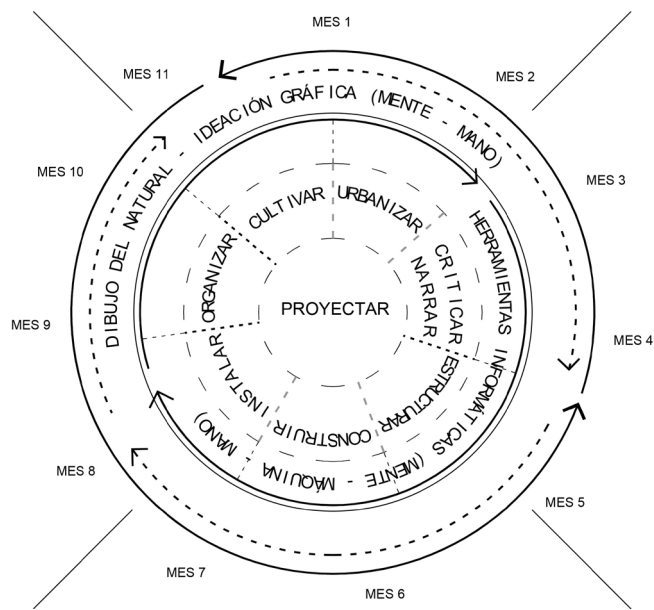 MES 1
MES 2
MES 3
MES 4
MES 5
MES 6
MES 7
MES 8
MES 9
MES 10
MES 11
DIBUJO DEL NATURAL - IDEACIÓN GRÁFICA (MENTE - MANO)
HERRAMIENTAS INFORMÁTICAS (MENTE - MÁQUINA - MANO)
URBANIZAR
CRITICAR
NARRAR
ESTRUCTURAR
CONSTRUIR
INSTALAR
ORGANIZAR
CULTIVAR
PROYECTAR